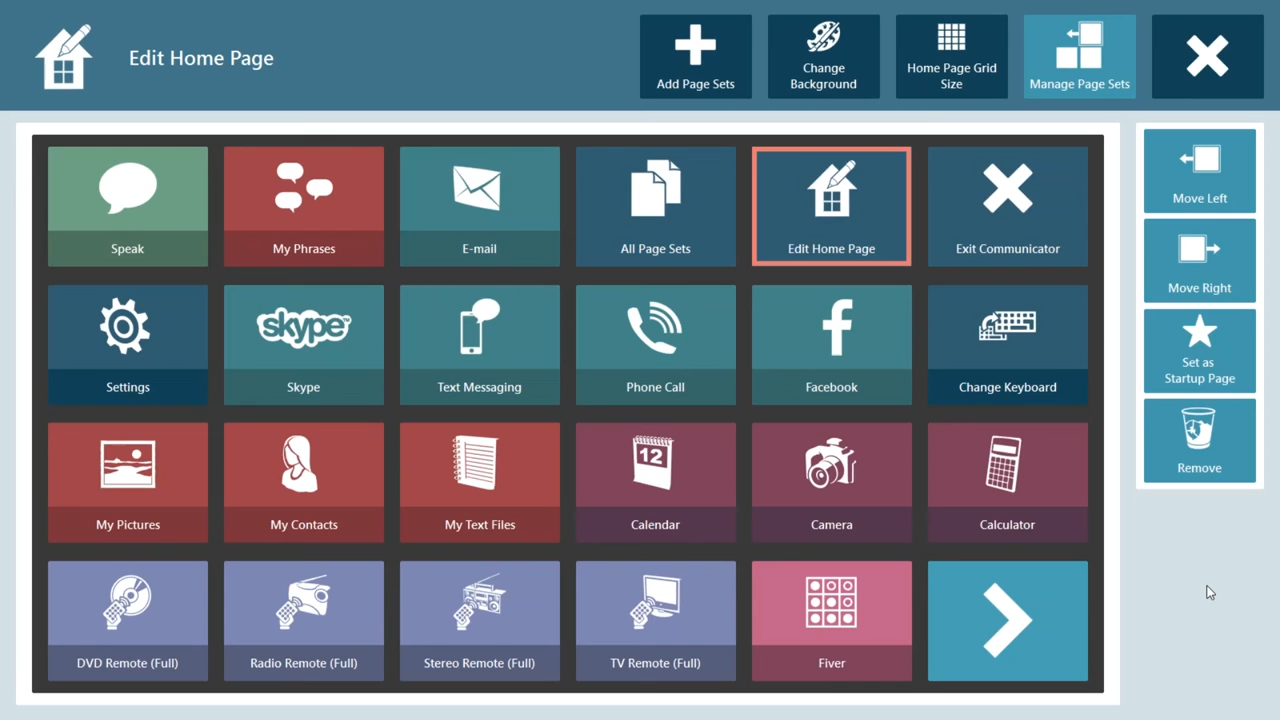 Edit Home Page
Add Page Sets
Change
Background
Home Page Grid
Size
Manage Page Sets
Speak
My Phrases
E-mail
All Page Sets
Edit Home Page
Exit Communicator
Move Left
Move Right
Settings
skype™
Skype
Text Messaging
Phone Call
f
Facebook
Change Keyboard
Set as
Startup Page
My Pictures
My Contacts
My Text Files
12
Calendar
Camera
Calculator
Remove
DVD Remote (Full)
Radio Remote (Full)
Stereo Remote (Full)
TV Remote (Full)
Fiver